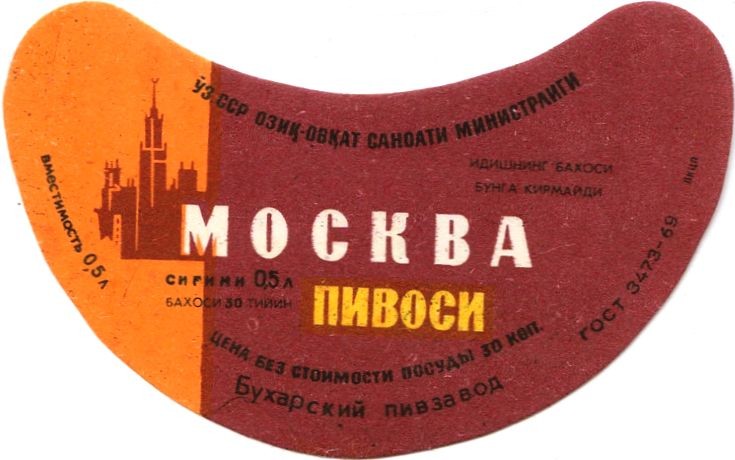 ЎЗ.ССР ОЗИҚ-ОВҚАТ САНОАТИ МИНИСТРЛИГИ
ИДИШНИНГ БАХОСИ
БУНГА КИРМАЙДИ
ВМЕСТИМОСТЬ 0,5 Л
МОСКВА
СИҒИМИ 0,5 Л
БАХОСИ 30 ТИЙИН
ПИВОСИ
ЦЕНА БЕЗ СТОИМОСТИ ПОСУДЫ 30 КОП.
Бухарский пивзавод
ГОСТ 3473-69